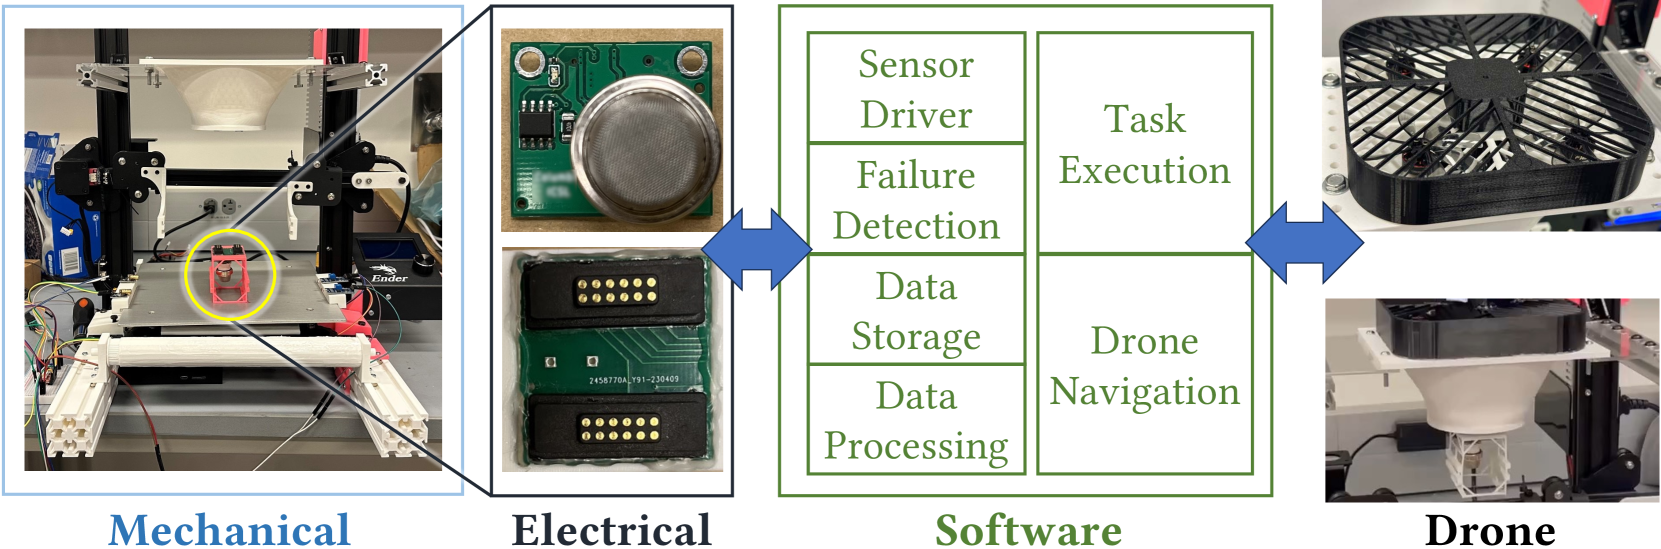 Ender
2458770A_Y91-230409
Sensor
Driver
Failure
Detection
Data
Storage
Data
Processing
Task
Execution
Drone
Navigation
Mechanical
Electrical
Software
Drone